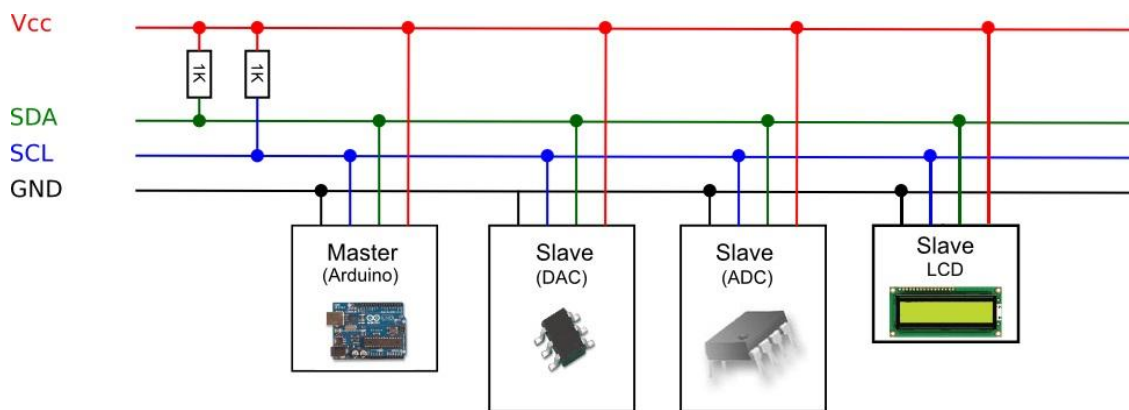 Vcc
1K
1K
SDA
SCL
GND
Master
(Arduino)
Slave
(DAC)
Slave
(ADC)
Slave
LCD